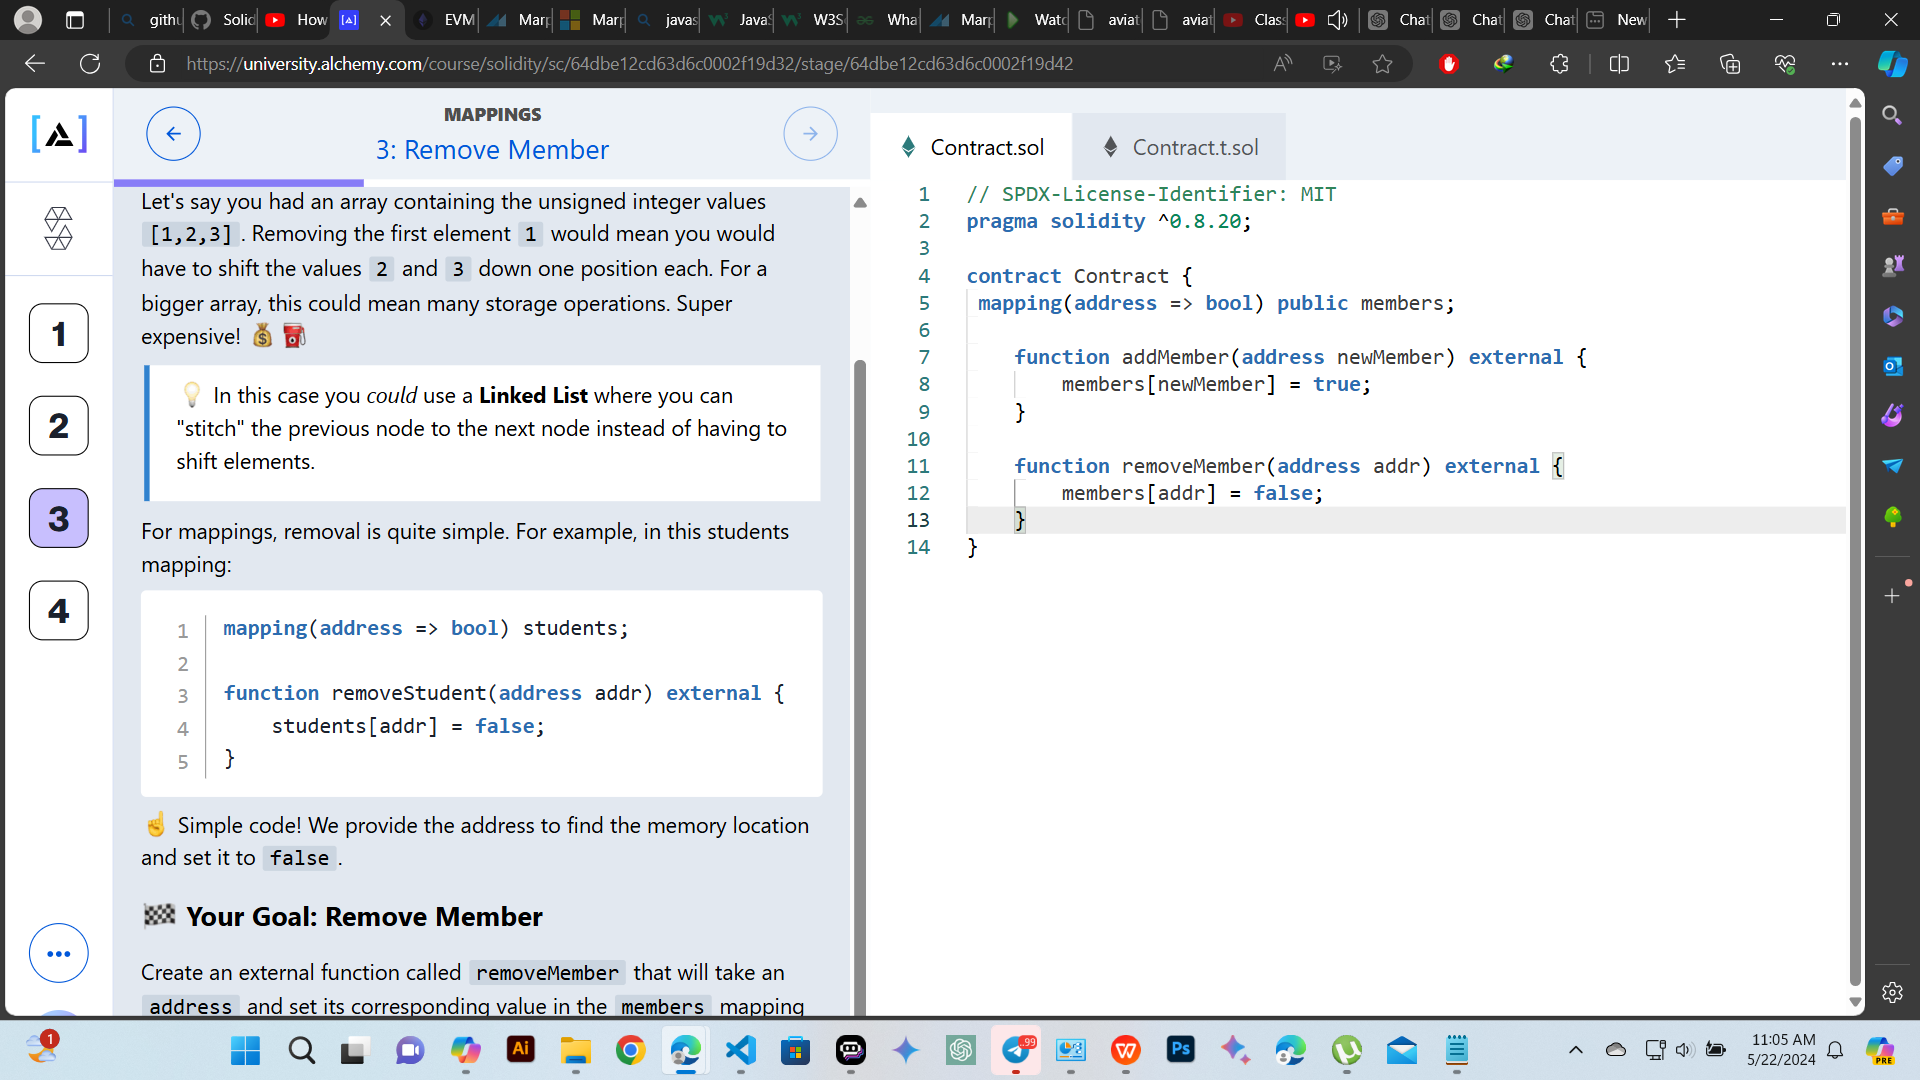 githu
Solid
How
EVM
Marp
Marp
javas
JavaS
W3S
Wha
Marp
Wato
aviat
aviat
Class
Chat
Chat
Chat
New
https://university.alchemy.com/course/solidity/sc/64dbe12cd63d6c0002f19d32/stage/64dbe12cd63d6c0002f19d42
MAPPINGS
3: Remove Member
1
2
3
4
Let's say you had an array containing the unsigned integer values
[1,2,3] . Removing the first element 1 would mean you would
have to shift the values 2 and 3 down one position each. For a
bigger array, this could mean many storage operations. Super
expensive! 💰 ⛽
💡 In this case you could use a Linked List where you can
"stitch" the previous node to the next node instead of having to
shift elements.
For mappings, removal is quite simple. For example, in this students
mapping:
1 mapping(address => bool) students;
2
3 function removeStudent(address addr) external {
4 students[addr] = false;
5 }
☝️ Simple code! We provide the address to find the memory location
and set it to false .
🏁 Your Goal: Remove Member
Create an external function called removeMember that will take an
address and set its corresponding value in the members mapping
Contract.sol
Contract.t.sol
1 // SPDX-License-Identifier: MIT
2 pragma solidity ^0.8.20;
3
4 contract Contract {
5 mapping(address => bool) public members;
6
7 function addMember(address newMember) external {
8 members[newMember] = true;
9 }
10
11 function removeMember(address addr) external {
12 members[addr] = false;
13 }
14 }
1
Ai
.99
W
Ps
11:05 AM
5/22/2024
PRE